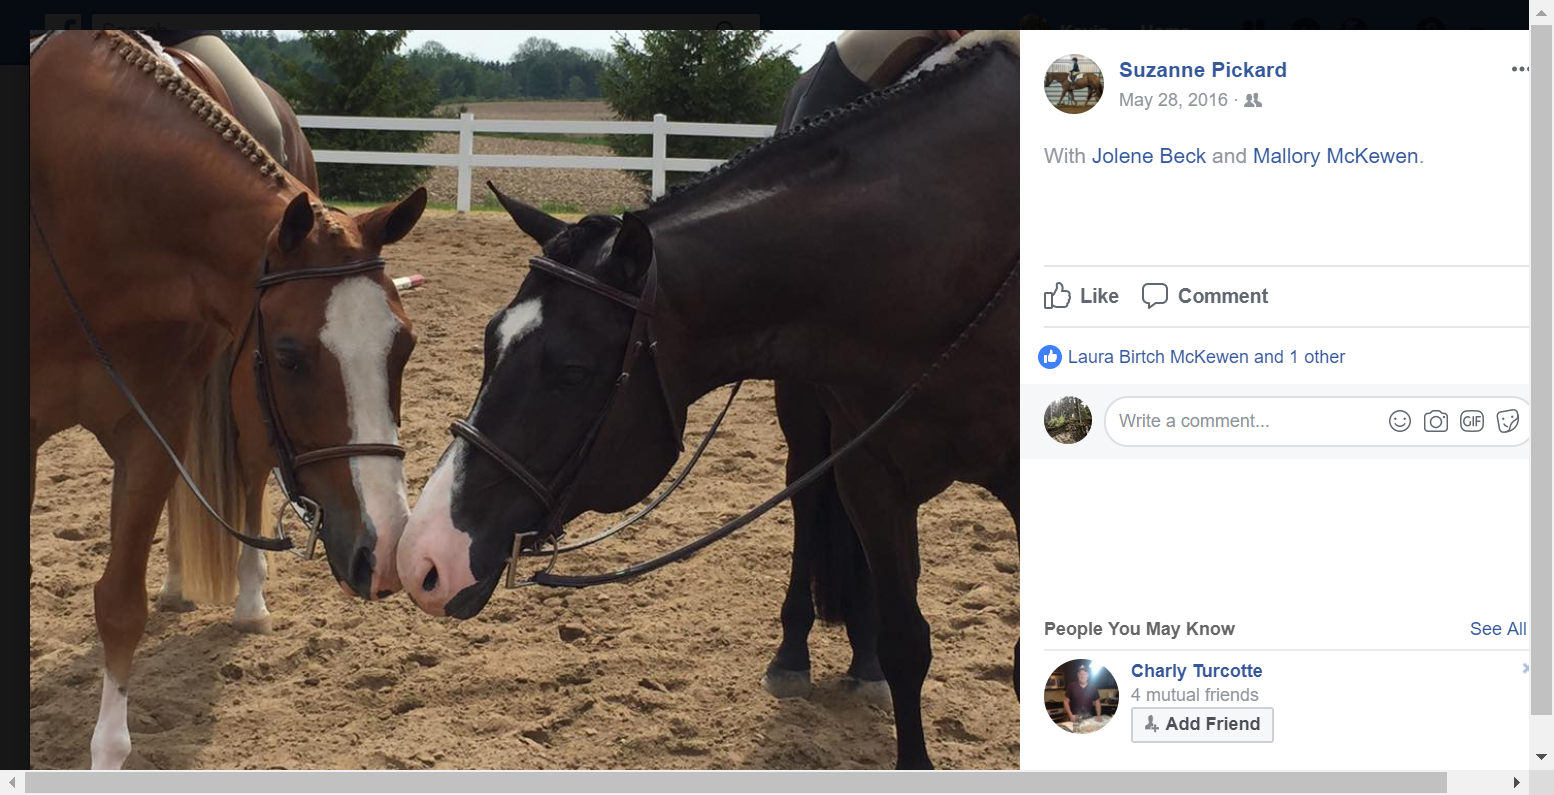 Search
Suzanne Pickard
May 28, 2016 ·
With Jolene Beck and Mallory McKewen.
Like Comment
Laura Birtch McKewen and 1 other
Write a comment...
GIF
People You May Know
See All
Charly Turcotte
4 mutual friends
Add Friend